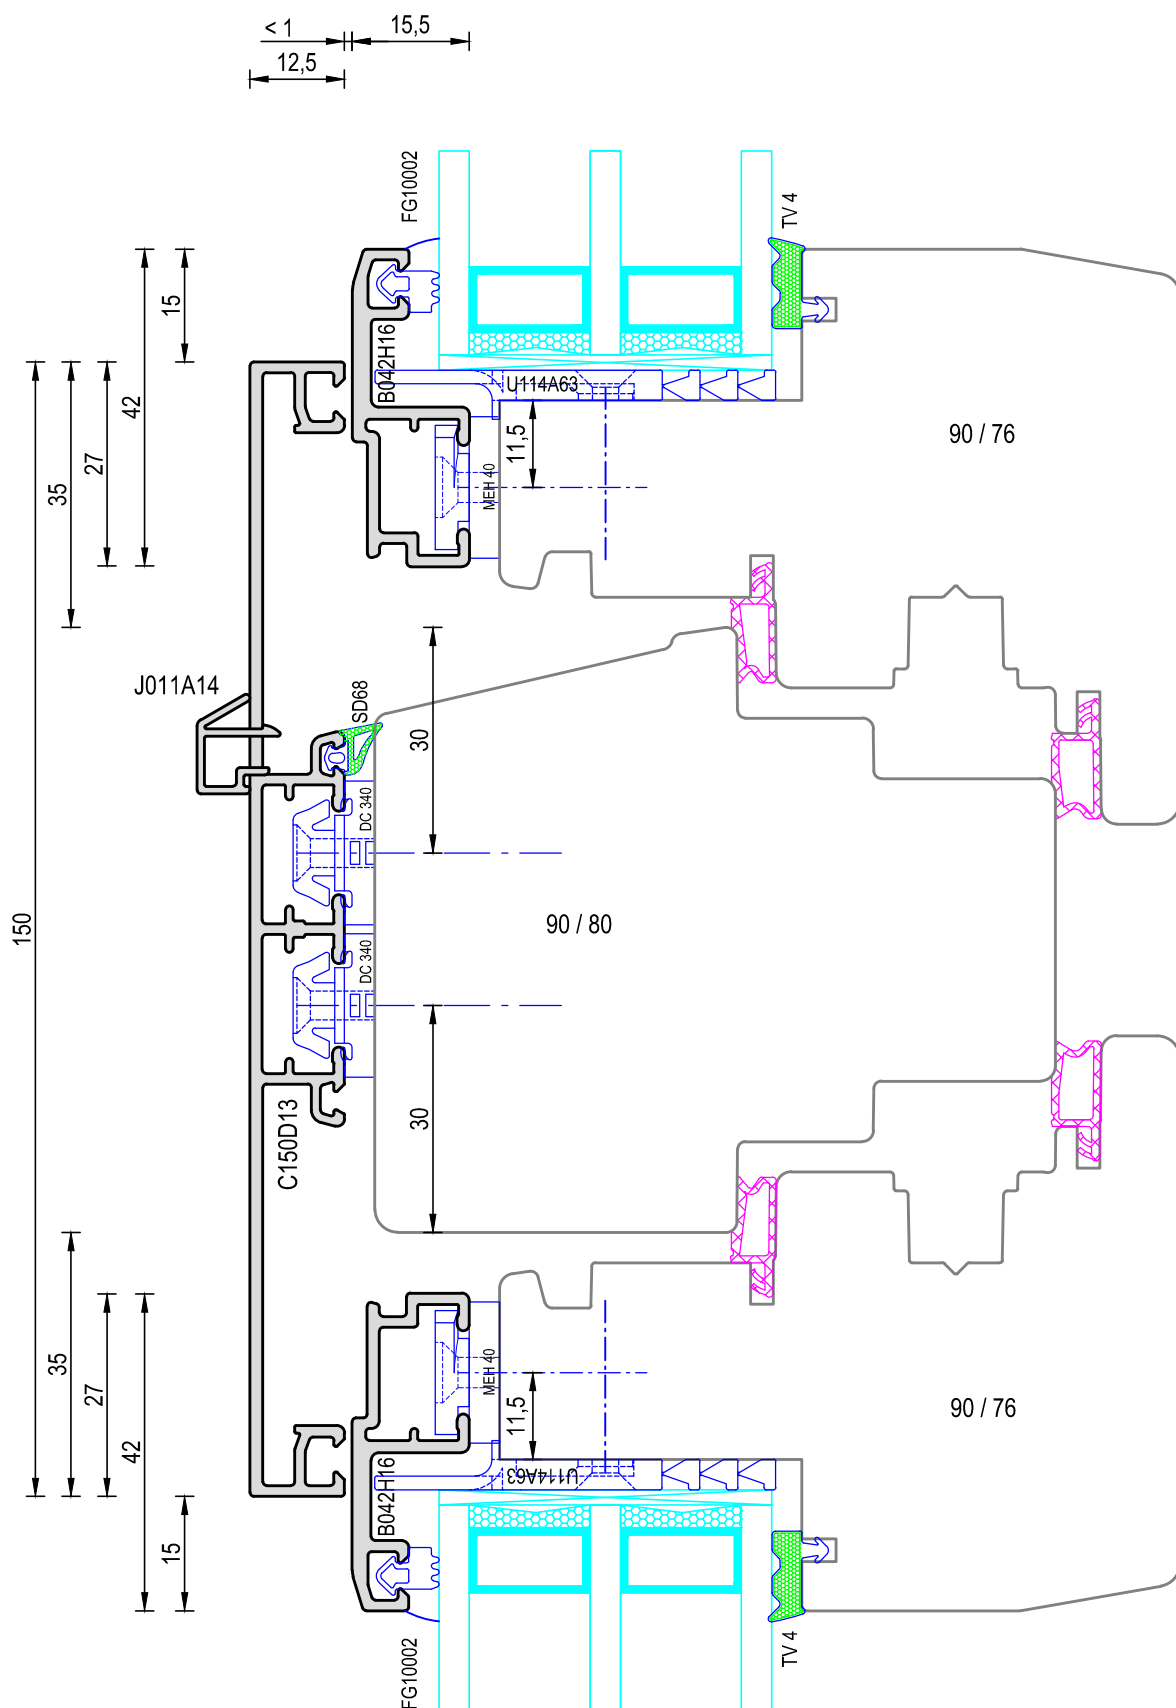 < 1
15,5
12,5
FG10002
TV 4
15
42
27
35
B042H16
U114A63
11,5
MEH 40
90 / 76
J011A14
SD68
30
DC 340
150
90 / 80
DC 340
30
C150D13
35
27
42
15
MEH 40
11,5
90 / 76
B042H16
U114A63
FG10002
TV 4